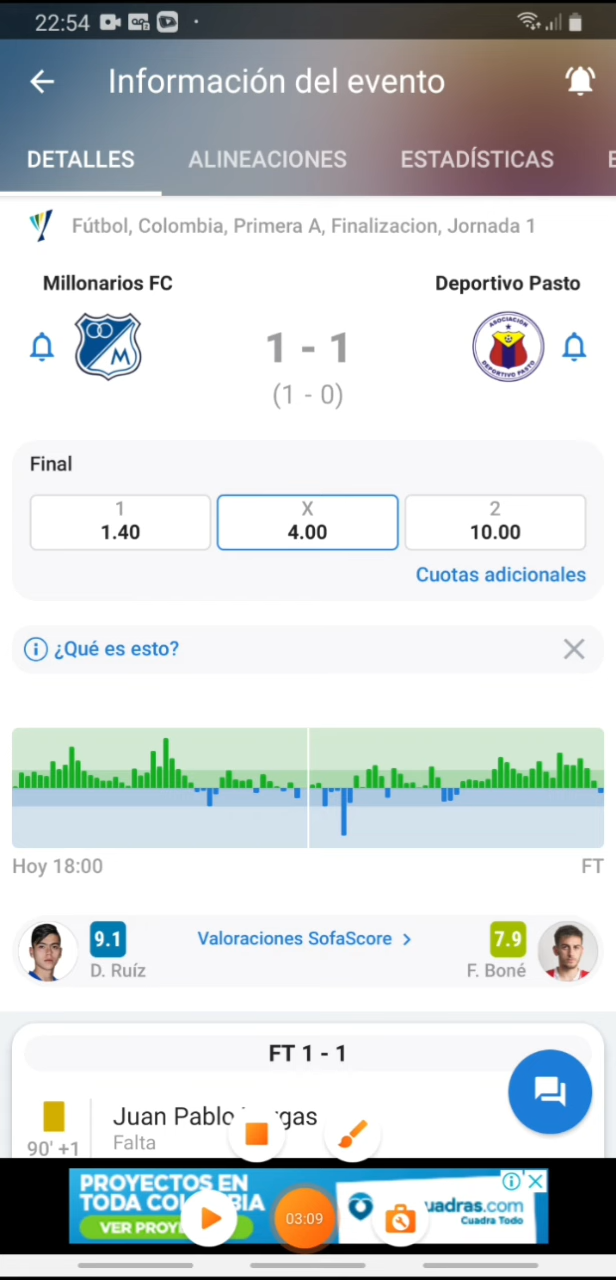 22:54
Información del evento
DETALLES ALINEACIONES ESTADÍSTICAS
Fútbol, Colombia, Primera A, Finalizacion, Jornada 1
Millonarios FC Deportivo Pasto
1 - 1
(1 - 0)
Final
1 X 2
1.40 4.00 10.00
Cuotas adicionales
¿Qué es esto?
Hoy 18:00 FT
9.1 Valoraciones SofaScore > 7.9
D. Ruíz F. Boné
FT 1 - 1
Juan Pablo
90' +1 Falta
PROYECTOS EN
TODA
VER
Cuadra Todo
03:09